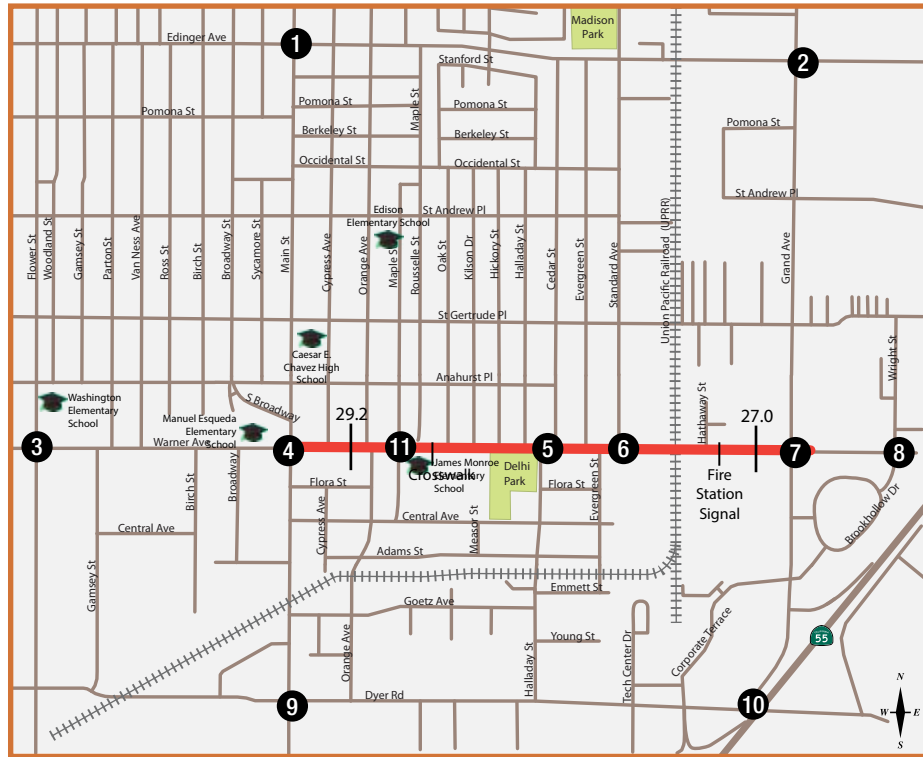 Madison
Park
Edinger Ave
1
2
Stanford St
Pomona St
Pomona St
Pomona St
Maple St
Pomona St
Berkeley St
Berkeley St
Occidental St
Occidental St
St Andrew Pl
Edison
Elementary School
St Andrew Pl
Flower St
Woodland St
Gamsey St
Parton St
Van Ness Ave
Ross St
Birch St
Broadway St
Sycamore St
Main St
Cypress Ave
Orange Ave
Maple St
Rousselle St
Oak St
Kilson Dr
Hickory St
Halladay St
Cedar St
Evergreen St
Standard Ave
Union Pacific Railroad (UPRR)
Grand Ave
St Gertrude Pl
Caesar E.
Chavez High
School
Wright St
Anahurst Pl
Washington
Elementary
School
S Broadway
Manuel Esqueda
Elementary
School
29.2
Hathaway St
27.0
3
Warner Ave
4
11
5
6
7
8
James Monroe
Elementary
School
Crosswalk
Delhi
Park
Fire
Station
Signal
Birch St
Broadway
Flora St
Cypress Ave
Flora St
Evergreen St
Brookhollow Dr
Central Ave
Central Ave
Measor St
Adams St
Gamsey St
Emmett St
Goetz Ave
Young St
Orange Ave
Halladay St
Tech Center Dr
Corporate Terrace
55
Dyer Rd
9
10
N
W
E
S